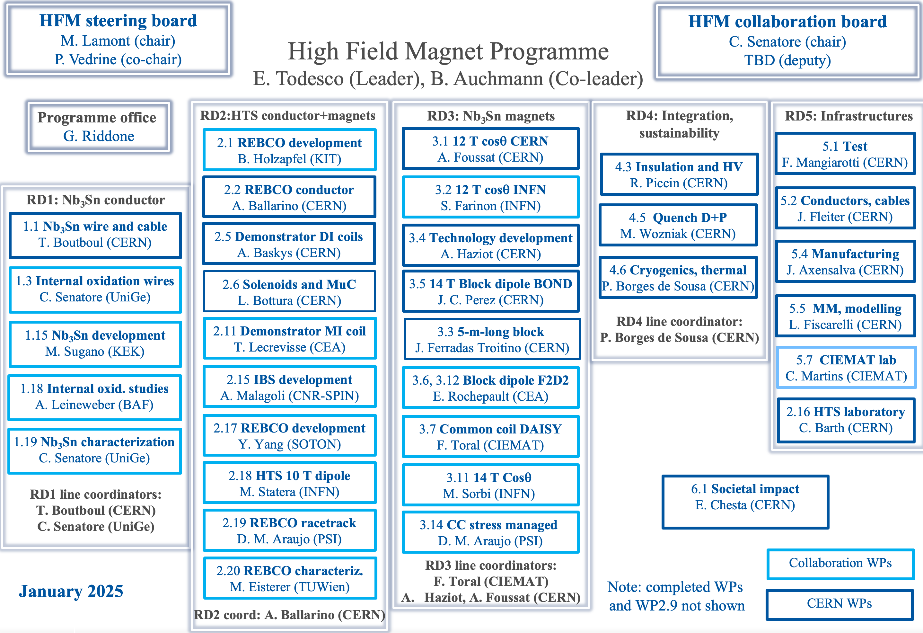 HFM steering board
M. Lamont (chair)
P. Vedrine (co-chair)
High Field Magnet Programme
E. Todesco (Leader), B. Auchmann (Co-leader)
HFM collaboration board
C. Senatore (chair)
TBD (deputy)
Programme office
G. Riddone
RD1: Nb₃Sn conductor
1.1 Nb₃Sn wire and cable
T. Boutboul (CERN)
1.3 Internal oxidation wires
C. Senatore (UniGe)
1.15 Nb₃Sn development
M. Sugano (KEK)
1.18 Internal oxid. studies
A. Leineweber (BAF)
1.19 Nb₃Sn characterization
C. Senatore (UniGe)
RD1 line coordinators:
T. Boutboul (CERN)
C. Senatore (UniGe)
January 2025
RD2:HTS conductor+magnets
2.1 REBCO development
B. Holzapfel (KIT)
2.2 REBCO conductor
A. Ballarino (CERN)
2.5 Demonstrator DI coils
A. Baskys (CERN)
2.6 Solenoids and MuC
L. Bottura (CERN)
2.11 Demonstrator MI coil
T. Lecrevisse (CEA)
2.15 IBS development
A. Malagoli (CNR-SPIN)
2.17 REBCO development
Y. Yang (SOTON)
2.18 HTS 10 T dipole
M. Statera (INFN)
2.19 REBCO racetrack
D. M. Araujo (PSI)
2.20 REBCO characteriz.
M. Eisterer (TUWien)
RD2 coord: A. Ballarino (CERN)
RD3: Nb₃Sn magnets
3.1 12 T cosθ CERN
A. Foussat (CERN)
3.2 12 T cosθ INFN
S. Farinon (INFN)
3.4 Technology development
A. Haziot (CERN)
3.5 14 T Block dipole BOND
J. C. Perez (CERN)
3.3 5-m-long block
J. Ferradas Troitino (CERN)
3.6, 3.12 Block dipole F2D2
E. Rochepault (CEA)
3.7 Common coil DAISY
F. Toral (CIEMAT)
3.11 14 T Cosθ
M. Sorbi (INFN)
3.14 CC stress managed
D. M. Araujo (PSI)
RD3 line coordinators:
F. Toral (CIEMAT)
A. Haziot, A. Foussat (CERN)
RD4: Integration,
sustainability
4.3 Insulation and HV
R. Piccin (CERN)
4.5 Quench D+P
M. Wozniak (CERN)
4.6 Cryogenics, thermal
P. Borges de Sousa (CERN)
RD4 line coordinator:
P. Borges de Sousa (CERN)
RD5: Infrastructures
5.1 Test
F. Mangiarotti (CERN)
5.2 Conductors, cables
J. Fleiter (CERN)
5.4 Manufacturing
J. Axensalva (CERN)
5.5 MM, modelling
L. Fiscarelli (CERN)
5.7 CIEMAT lab
C. Martins (CIEMAT)
2.16 HTS laboratory
C. Barth (CERN)
6.1 Societal impact
E. Chesta (CERN)
Note: completed WPs
and WP2.9 not shown
Collaboration WPs
CERN WPs